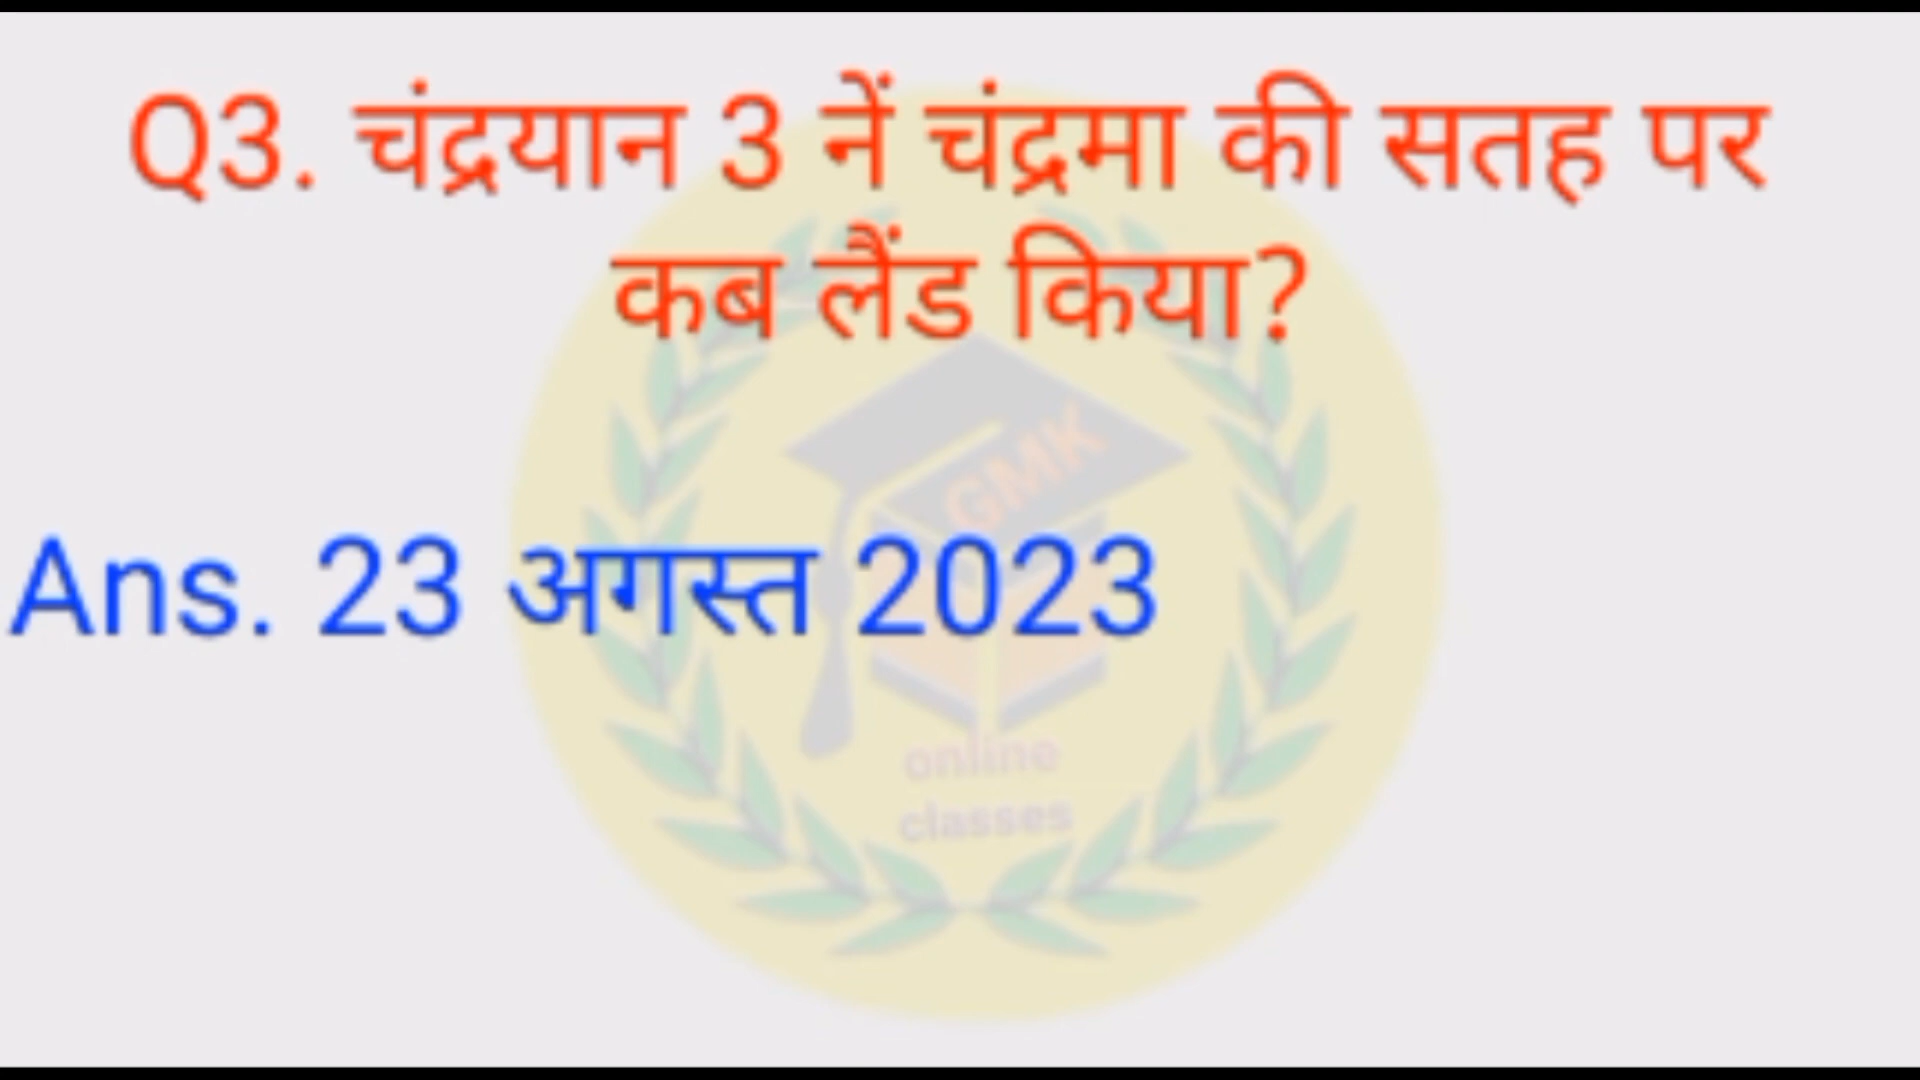 Q3. चंद्रयान 3 नें चंद्रमा की सतह पर
कब लैंड किया?
GMK
Ans. 23 अगस्त 2023
online
classes